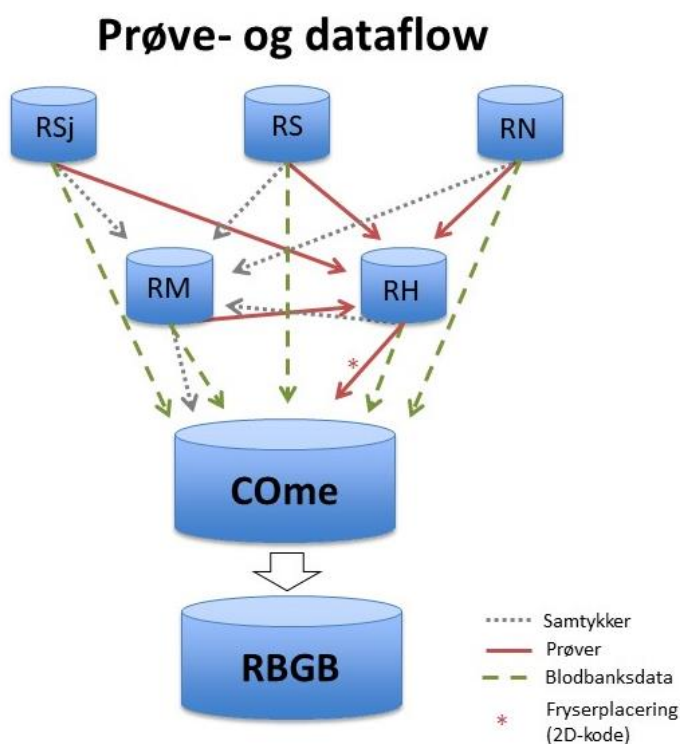 Prøve- og dataflow
RSj
RS
RN
RM
RH
*
COme
RBGB
Samtykker
Prøver
Blodbanksdata
* Fryserplacering
(2D-kode)